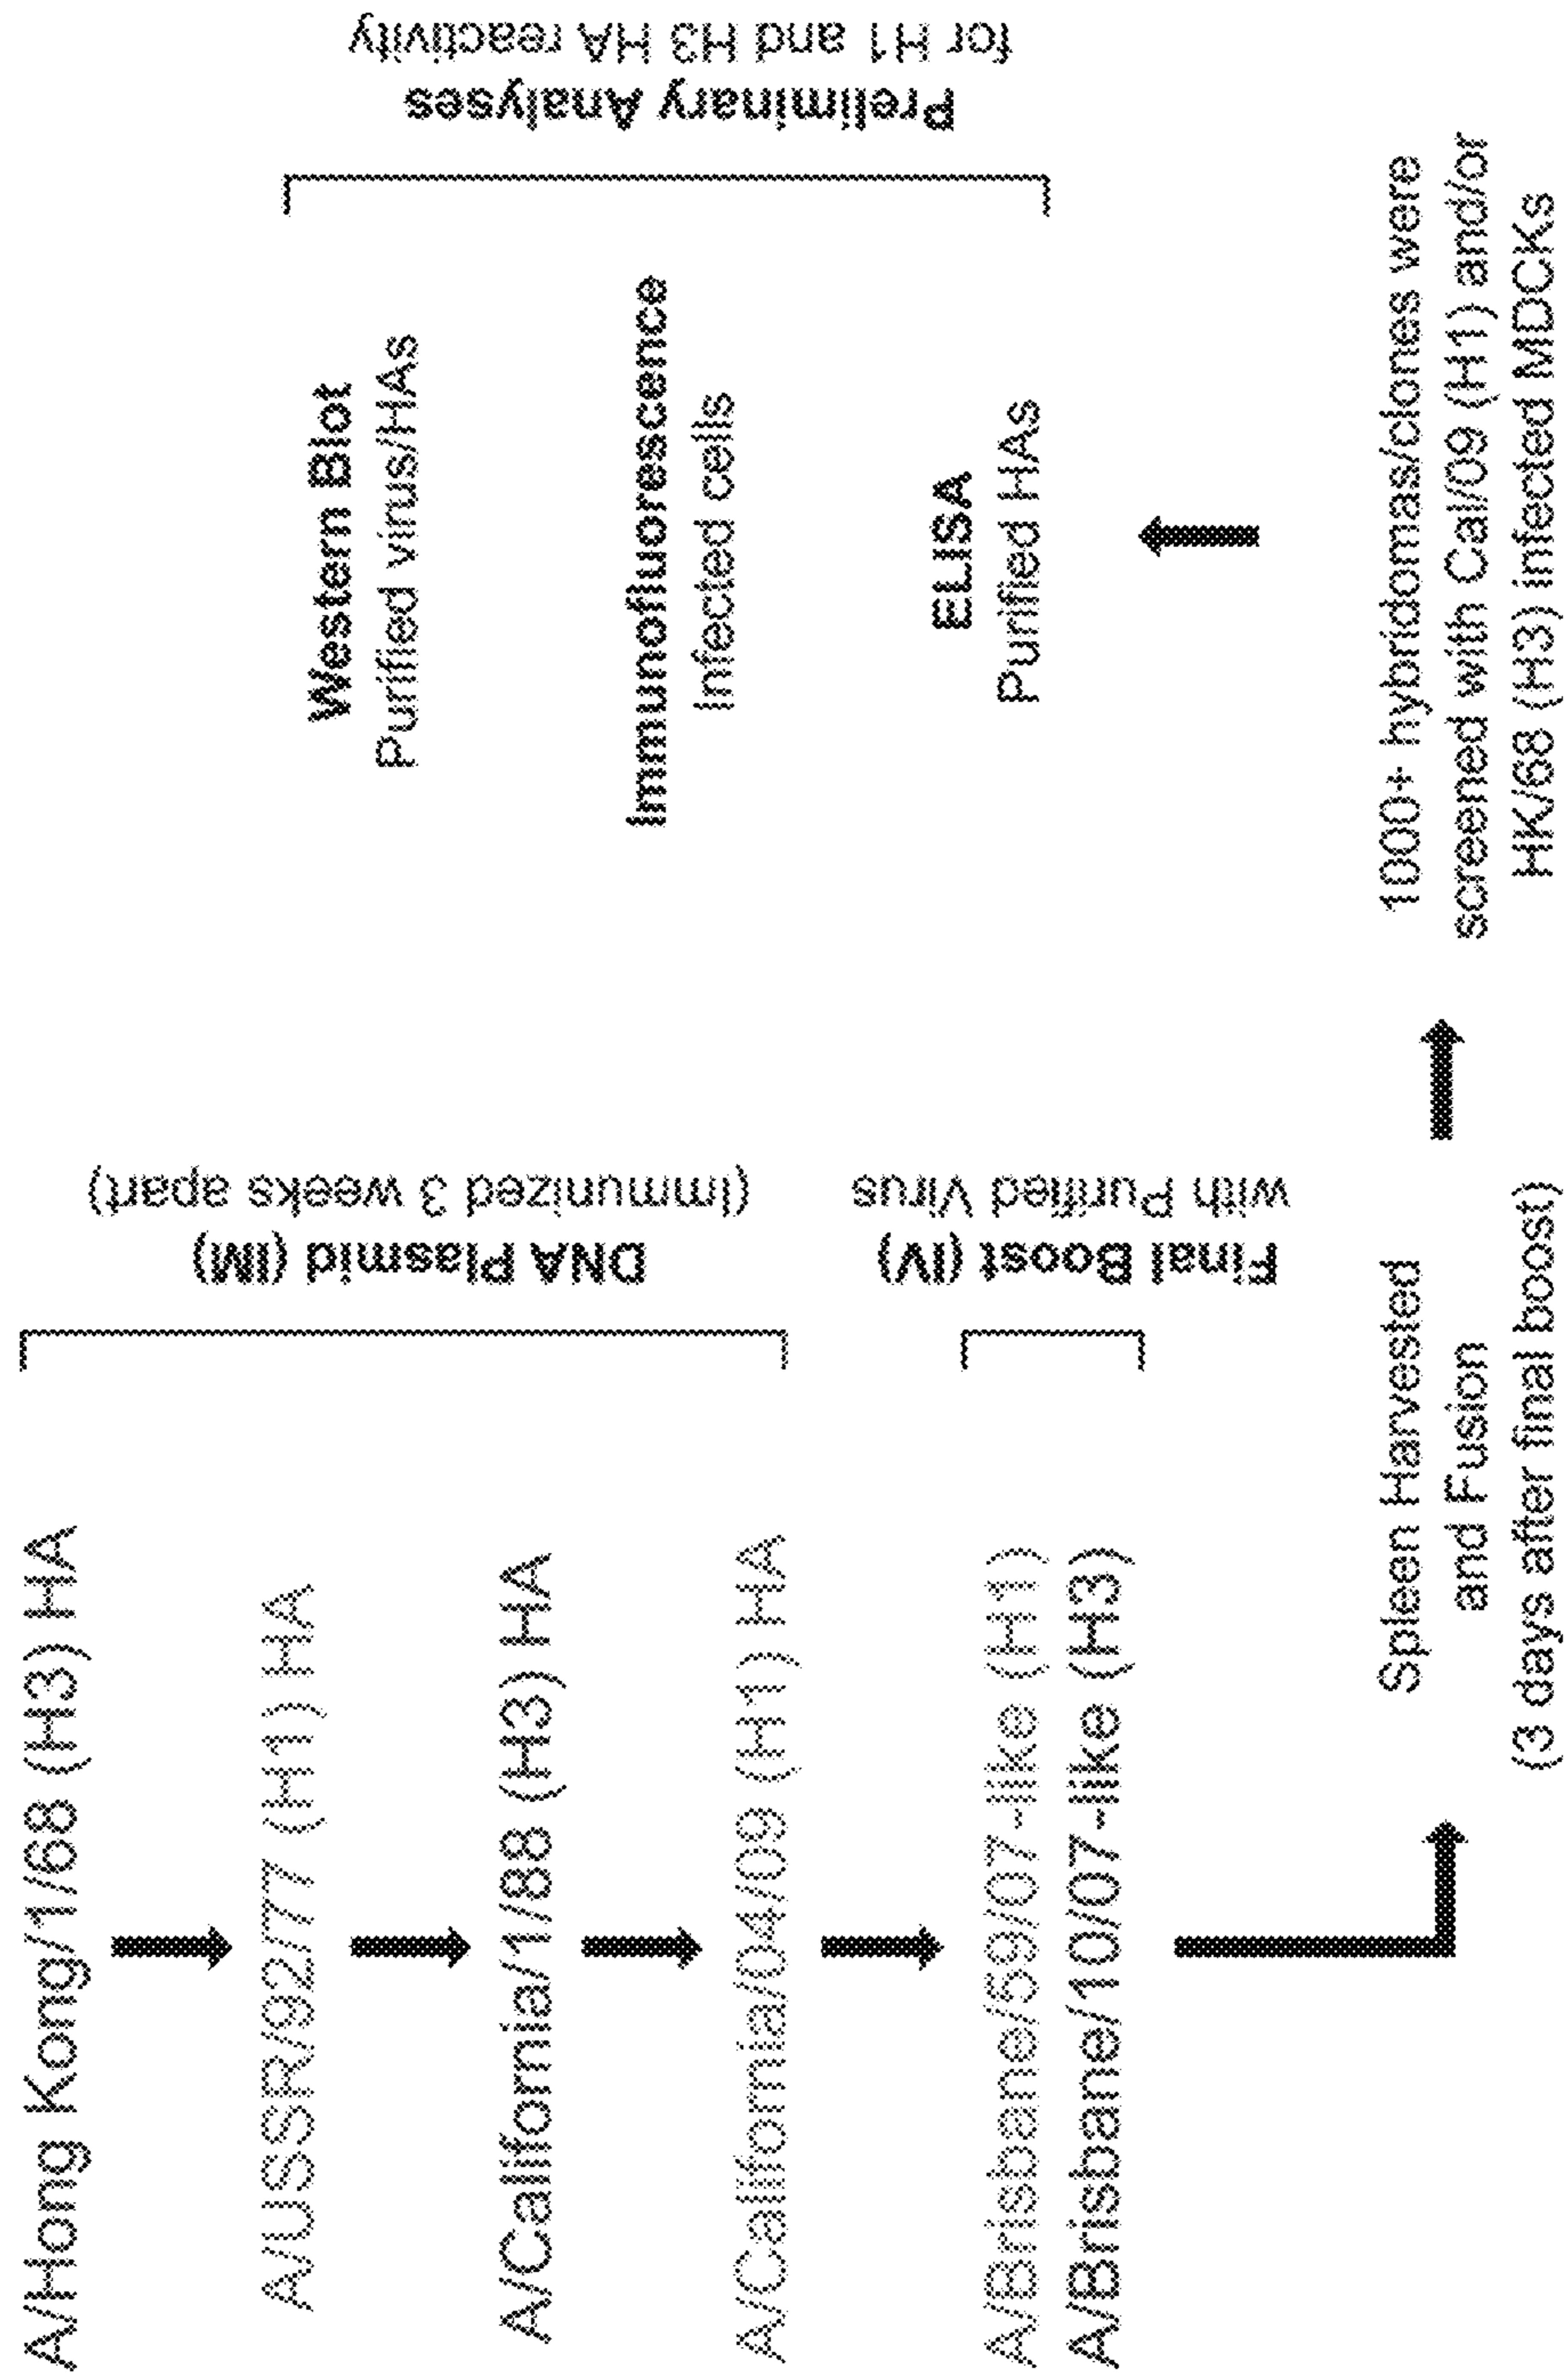 A/Hong Kong/1/68 (H3) HA
A/USSR/92/77 (H1) HA
A/California/1/88 (H3) HA
A/California/04/09 (H1) HA
DNA Plasmid (IM)
(Immunized 3 weeks apart)
A/Brisbane/59/07-like (H1)
A/Brisbane/10/07-like (H3)
Final Boost (IV)
with Purified Virus
Spleen Harvested
and Fusion
(3 days after final boost)
1000+ hybridomas/clones were
screened with Cal/09 (H1) and/or
HK/68 (H3) infected MDCKs
Western Blot
Purified virus/HAs
Immunofluorescence
Infected cells
ELISA
Purified HAs
Preliminary Analyses
for H1 and H3 HA reactivity